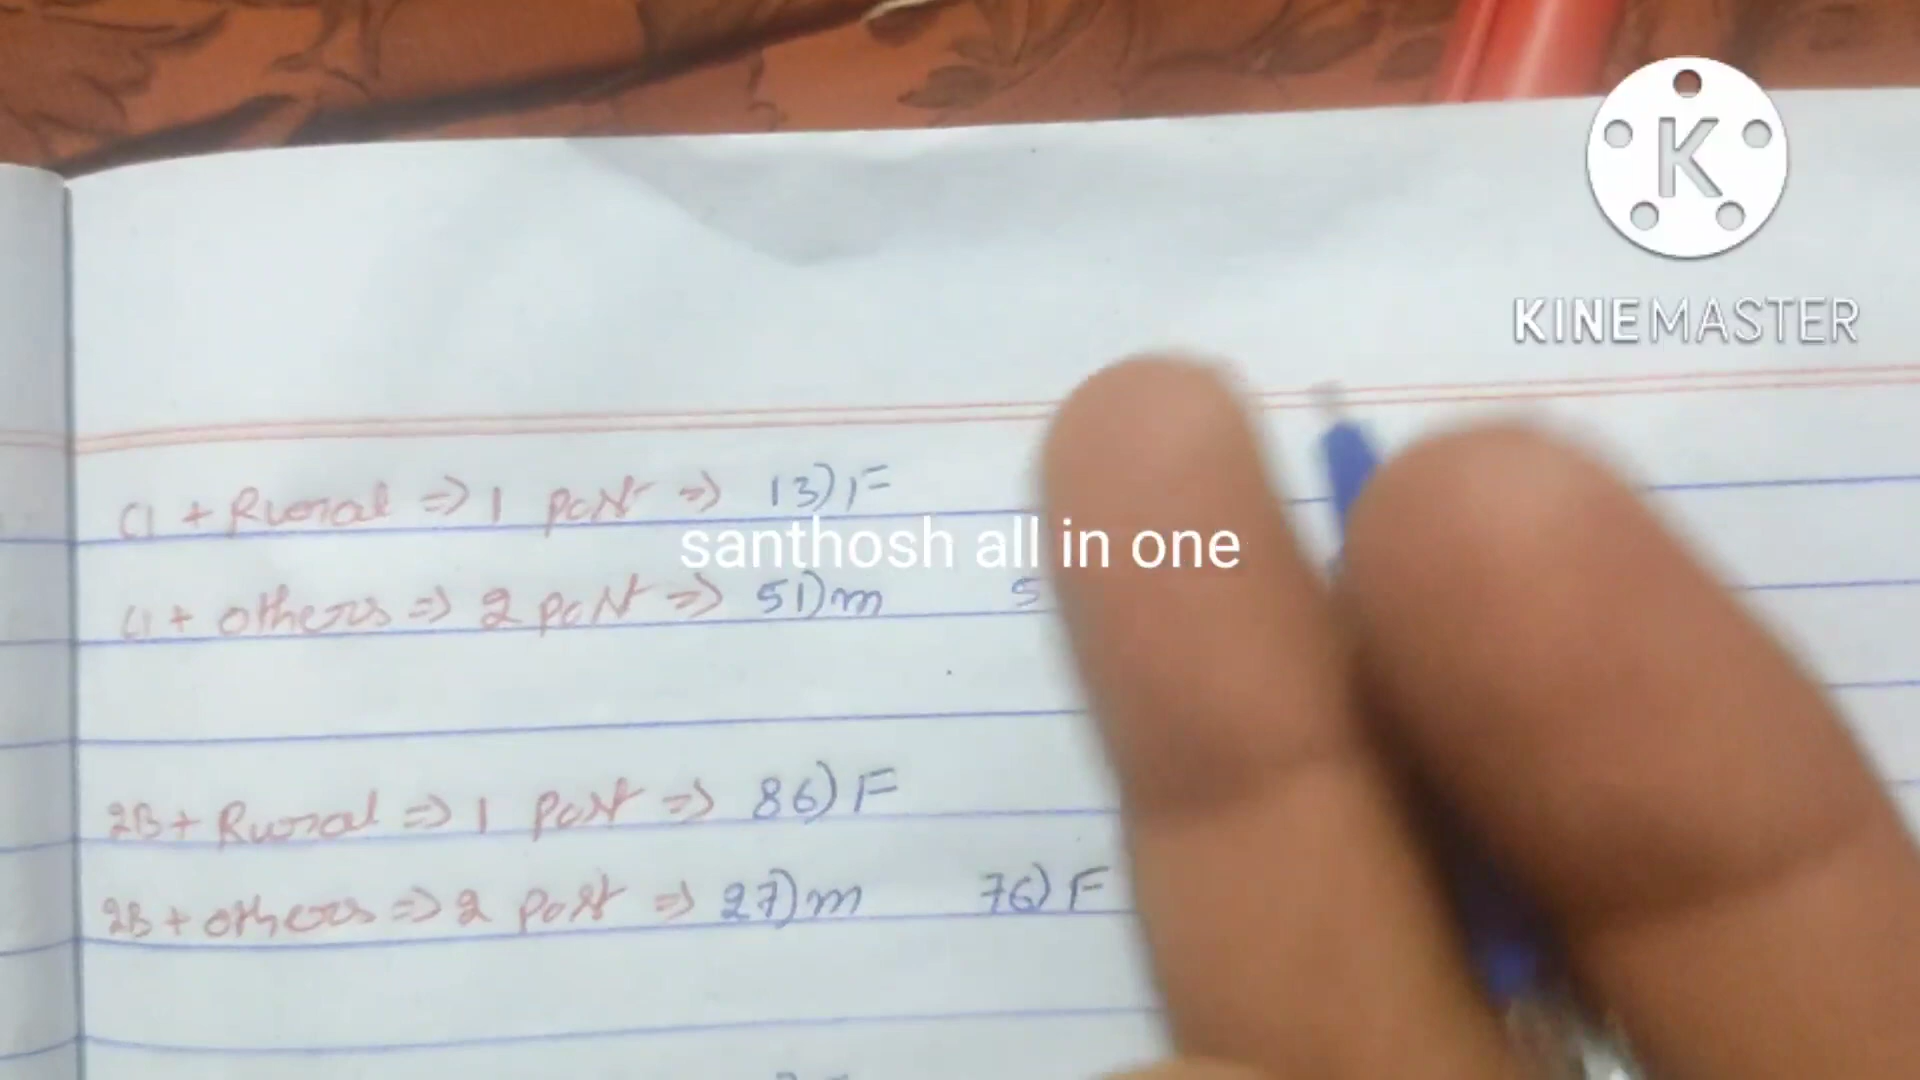 K
KINEMASTER
C1 + Rural => 1 post => 13) F
santhosh all in one
C1 + others => 2 post => 51) m 5
2B + Rural => 1 post => 86) F
2B + others => 2 post => 27) m 76) F